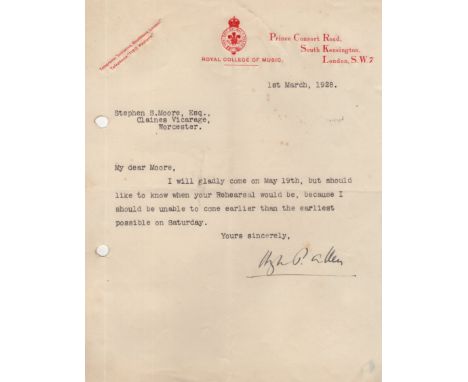 Prince Consort Road,
South Kensington,
London, S.W.7
ROYAL COLLEGE OF MUSIC.
1st March, 1928.
Stephen S.Moore, Esq.,
Claines Vicarage,
Worcester.
My dear Moore,
I will gladly come on May 19th, but should
like to know when your Rehearsal would be, because I
should be unable to come earlier than the earliest
possible on Saturday.
Yours sincerely,
Hugh P. Allen